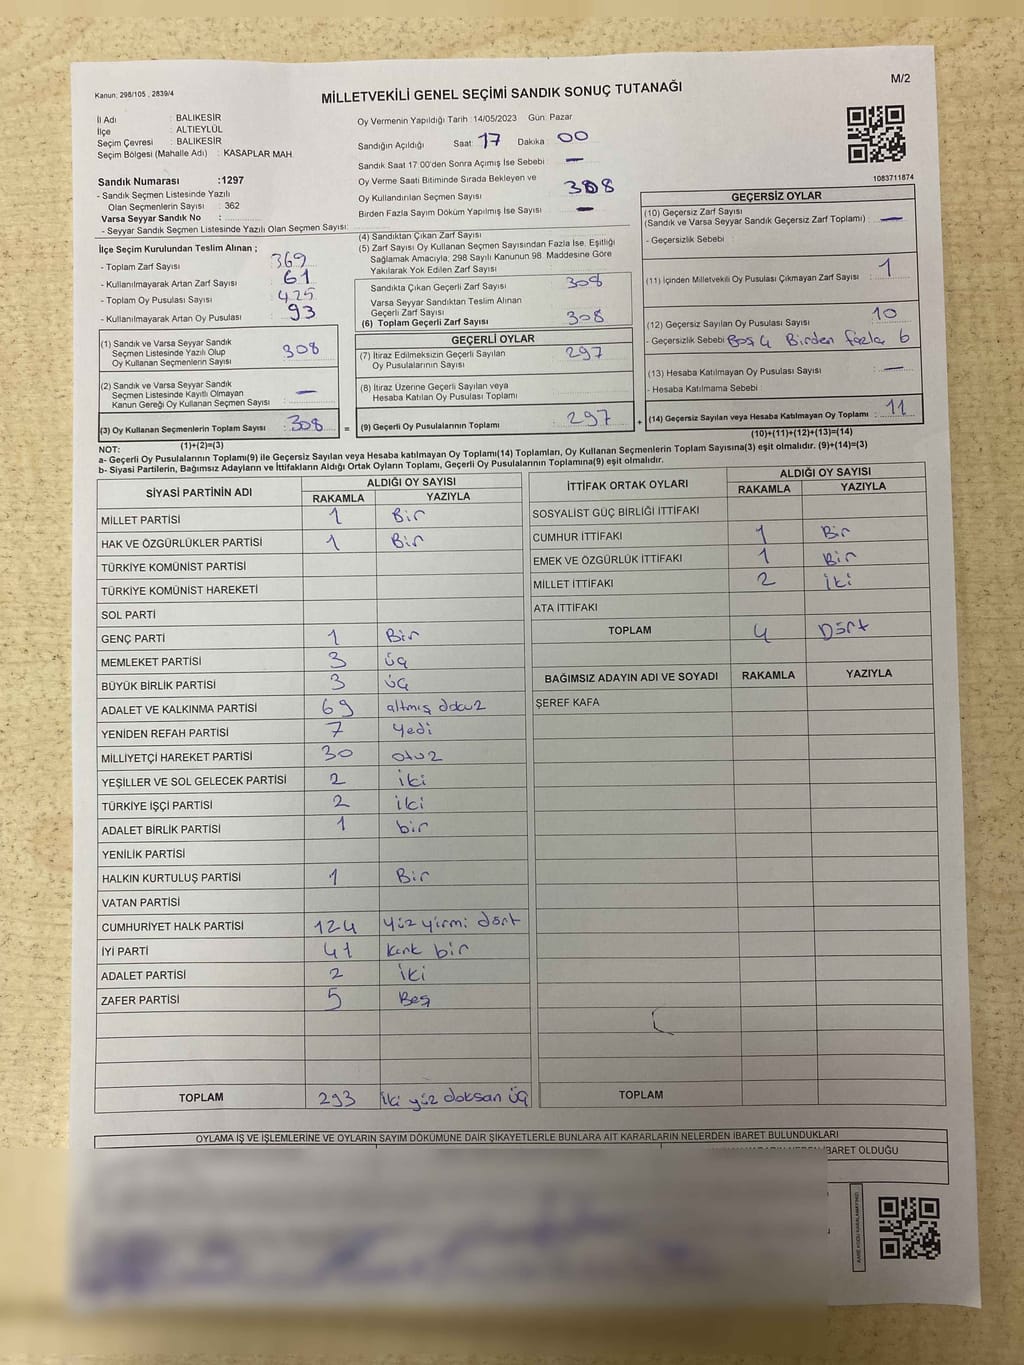 Kanun: 298/105 , 2839/4
M/2
MİLLETVEKİLİ GENEL SEÇİMİ SANDIK SONUÇ TUTANAĞI
İl Adı : BALIKESİR
İlçe : ALTIEYLÜL
Seçim Çevresi : BALIKESİR
Seçim Bölgesi (Mahalle Adı) : KASAPLAR MAH
Sandık Numarası :1297
- Sandık Seçmen Listesinde Yazılı
Olan Seçmenlerin Sayısı : 362
Varsa Seyyar Sandık No :
- Seyyar Sandık Seçmen Listesinde Yazılı Olan Seçmen Sayısı:
Oy Vermenin Yapıldığı Tarih :14/05/2023 Gün: Pazar
Sandığın Açıldığı Saat: 17 Dakika: 00
Sandık Saat 17:00'den Sonra Açımış İse Sebebi : —
Oy Verme Saati Bitiminde Sırada Bekleyen ve
Oy Kullandırılan Seçmen Sayısı : 308
Birden Fazla Sayım Döküm Yapılmış İse Sayısı : —
1083711874
İlçe Seçim Kurulundan Teslim Alınan ;
- Toplam Zarf Sayısı : 369
- Kullanılmayarak Artan Zarf Sayısı : 61
- Toplam Oy Pusulası Sayısı : 425
- Kullanılmayarak Artan Oy Pusulası : 93
(1) Sandık ve Varsa Seyyar Sandık
Seçmen Listesinde Yazılı Olup
Oy Kullanan Seçmenlerin Sayısı : 308
(2) Sandık ve Varsa Seyyar Sandık
Seçmen Listesinde Kayıtlı Olmayan
Kanun Gereği Oy Kullanan Seçmen Sayısı : —
(3) Oy Kullanan Seçmenlerin Toplam Sayısı : 308
(1)+(2)=(3)
(4) Sandıktan Çıkan Zarf Sayısı
(5) Zarf Sayısı Oy Kullanan Seçmen Sayısından Fazla İse, Eşitliği
Sağlamak Amacıyla, 298 Sayılı Kanunun 98. Maddesine Göre
Yakılarak Yok Edilen Zarf Sayısı
Sandıkta Çıkan Geçerli Zarf Sayısı : 308
Varsa Seyyar Sandıktan Teslim Alınan
Geçerli Zarf Sayısı
(6) Toplam Geçerli Zarf Sayısı : 308
GEÇERLİ OYLAR
(7) İtiraz Edilmeksizin Geçerli Sayılan
Oy Pusulalarının Sayısı : 297
(8) İtiraz Üzerine Geçerli Sayılan veya
Hesaba Katılan Oy Pusulası Toplamı
= (9) Geçerli Oy Pusulalarının Toplamı : 297
GEÇERSİZ OYLAR
(10) Geçersiz Zarf Sayısı
(Sandık ve Varsa Seyyar Sandık Geçersiz Zarf Toplamı) : —
- Geçersizlik Sebebi :
(11) İçinden Milletvekili Oy Pusulası Çıkmayan Zarf Sayısı : 1
(12) Geçersiz Sayılan Oy Pusulası Sayısı : 10
- Geçersizlik Sebebi : Boş 4 Birden fazla 6
(13) Hesaba Katılmayan Oy Pusulası Sayısı : —
- Hesaba Katılmama Sebebi :
+ (14) Geçersiz Sayılan veya Hesaba Katılmayan Oy Toplamı : 11
(10)+(11)+(12)+(13)=(14)
NOT:
a- Geçerli Oy Pusulalarının Toplamı(9) ile Geçersiz Sayılan veya Hesaba katılmayan Oy Toplamı(14) Toplamları, Oy Kullanan Seçmenlerin Toplam Sayısına(3) eşit olmalıdır. (9)+(14)=(3)
b- Siyasi Partilerin, Bağımsız Adayların ve İttifakların Aldığı Ortak Oyların Toplamı, Geçerli Oy Pusulalarının Toplamına(9) eşit olmalıdır.
SİYASİ PARTİNİN ADI ALDIĞI OY SAYISI
RAKAMLA YAZIYLA
MİLLET PARTİSİ 1 Bir
HAK VE ÖZGÜRLÜKLER PARTİSİ 1 Bir
TÜRKİYE KOMÜNİST PARTİSİ
TÜRKİYE KOMÜNİST HAREKETİ
SOL PARTİ
GENÇ PARTİ 1 Bir
MEMLEKET PARTİSİ 3 üç
BÜYÜK BİRLİK PARTİSİ 3 üç
ADALET VE KALKINMA PARTİSİ 69 altmış dokuz
YENİDEN REFAH PARTİSİ 7 Yedi
MİLLİYETÇİ HAREKET PARTİSİ 30 otuz
YEŞİLLER VE SOL GELECEK PARTİSİ 2 iki
TÜRKİYE İŞÇİ PARTİSİ 2 iki
ADALET BİRLİK PARTİSİ 1 bir
YENİLİK PARTİSİ
HALKIN KURTULUŞ PARTİSİ 1 Bir
VATAN PARTİSİ
CUMHURİYET HALK PARTİSİ 124 Yüz yirmi dört
İYİ PARTİ 41 Kırk bir
ADALET PARTİSİ 2 iki
ZAFER PARTİSİ 5 Beş
TOPLAM 293 iki yüz doksan üç
İTTİFAK ORTAK OYLARI ALDIĞI OY SAYISI
RAKAMLA YAZIYLA
SOSYALİST GÜÇ BİRLİĞİ İTTİFAKI
CUMHUR İTTİFAKI 1 Bir
EMEK VE ÖZGÜRLÜK İTTİFAKI 1 Bir
MİLLET İTTİFAKI 2 iki
ATA İTTİFAKI
TOPLAM 4 Dört
BAĞIMSIZ ADAYIN ADI VE SOYADI RAKAMLA YAZIYLA
ŞEREF KAFA
TOPLAM
OYLAMA İŞ VE İŞLEMLERİNE VE OYLARIN SAYIM DÖKÜMÜNE DAİR ŞİKAYETLERLE BUNLARA AİT KARARLARIN NELERDEN İBARET BULUNDUKLARI
İBARET OLDUĞU